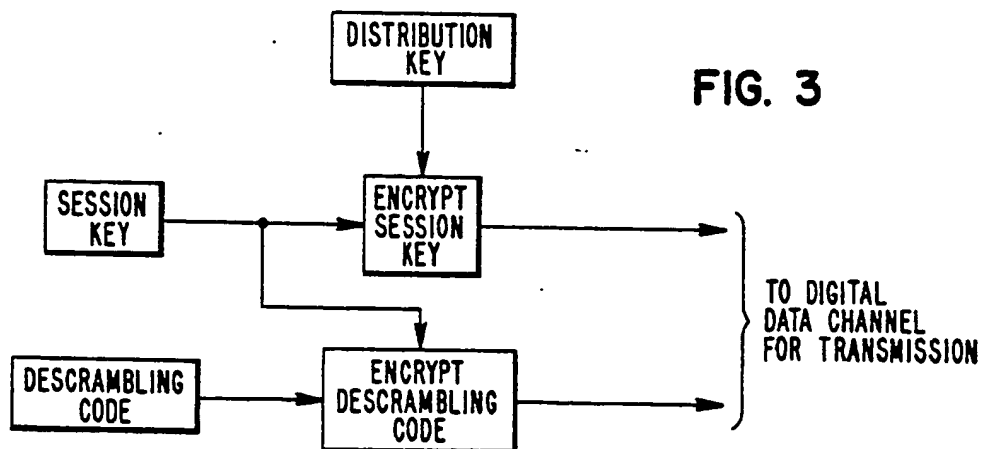 DISTRIBUTION
KEY
FIG. 3
SESSION
KEY
ENCRYPT
SESSION
KEY
TO DIGITAL
DATA CHANNEL
FOR TRANSMISSION
DESCRAMBLING
CODE
ENCRYPT
DESCRAMBLING
CODE